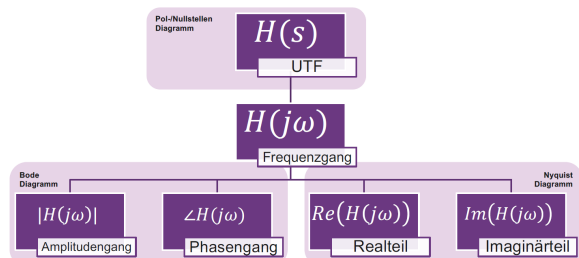 Pol-/Nullstellen
Diagramm
H(s)
UTF
H(jω)
Frequenzgang
Bode
Diagramm
Nyquist
Diagramm
|H(jω)|
∠H(jω)
Re(H(jω))
Im(H(jω))
Amplitudengang
Phasengang
Realteil
Imaginärteil